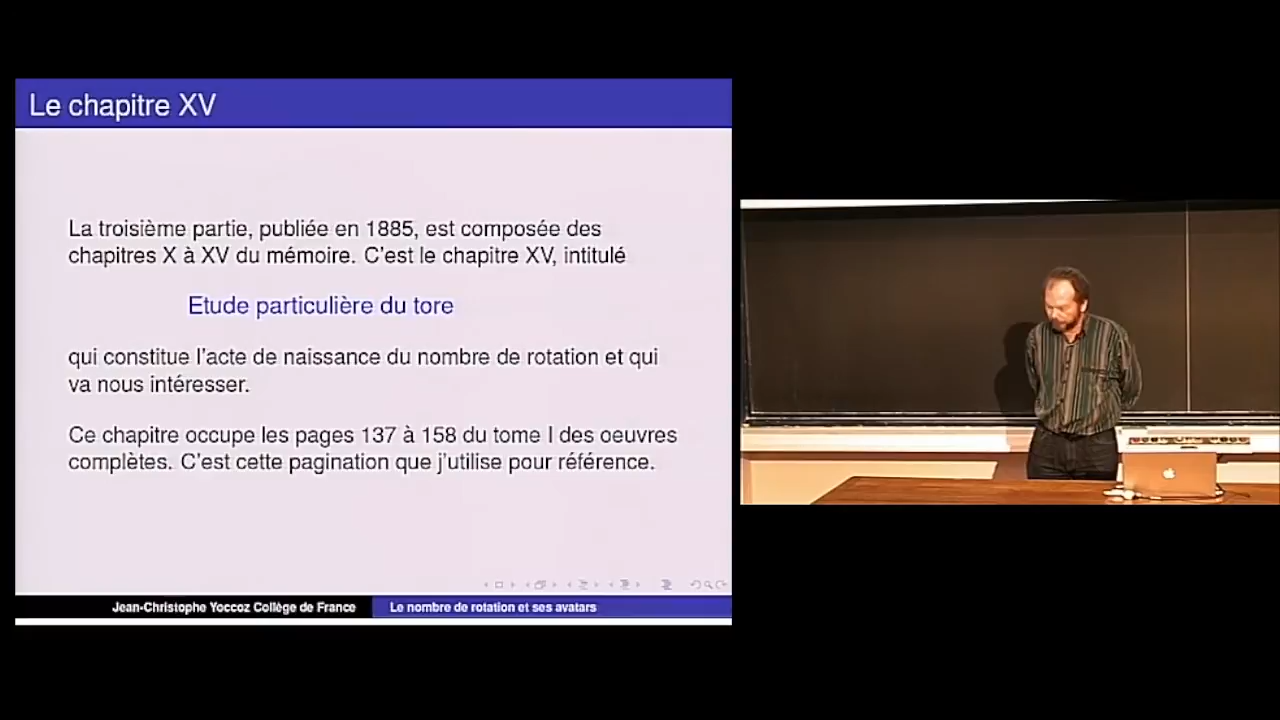 Le chapitre XV
La troisième partie, publiée en 1885, est composée des
chapitres X à XV du mémoire. C'est le chapitre XV, intitulé
Etude particulière du tore
qui constitue l'acte de naissance du nombre de rotation et qui
va nous intéresser.
Ce chapitre occupe les pages 137 à 158 du tome I des oeuvres
complètes. C'est cette pagination que j'utilise pour référence.
Jean-Christophe Yoccoz Collège de France
Le nombre de rotation et ses avatars